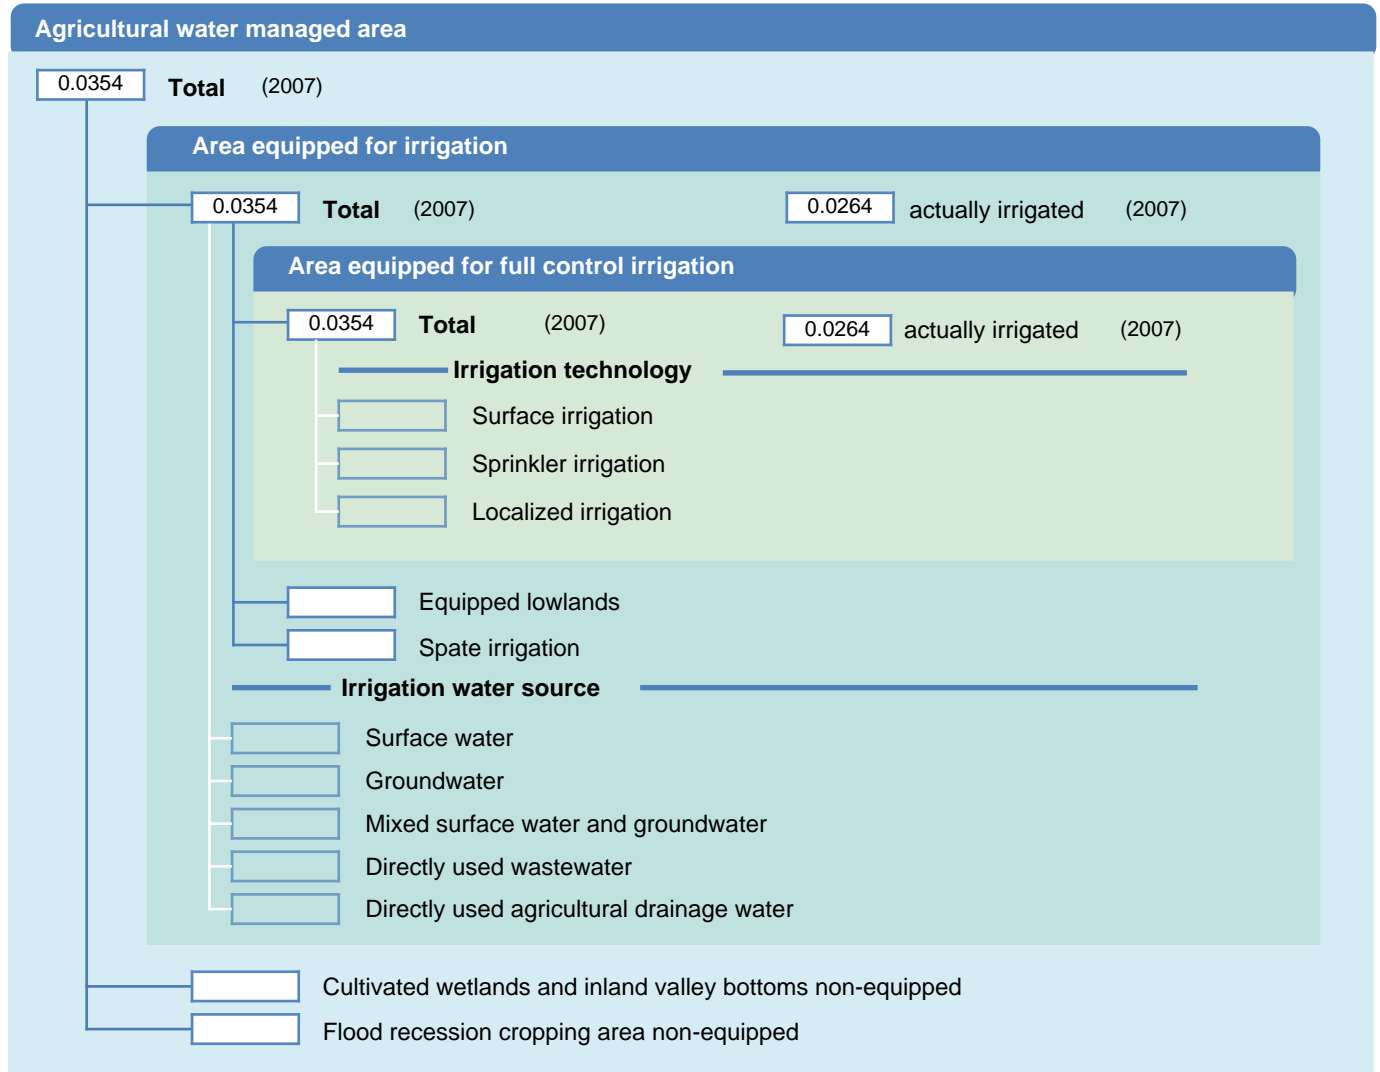 Agricultural water managed area
0.0354 Total (2007)
Area equipped for irrigation
0.0354 Total (2007) 0.0264 actually irrigated (2007)
Area equipped for full control irrigation
0.0354 Total (2007) 0.0264 actually irrigated (2007)
Irrigation technology
Surface irrigation
Sprinkler irrigation
Localized irrigation
Equipped lowlands
Spate irrigation
Irrigation water source
Surface water
Groundwater
Mixed surface water and groundwater
Directly used wastewater
Directly used agricultural drainage water
Cultivated wetlands and inland valley bottoms non-equipped
Flood recession cropping area non-equipped